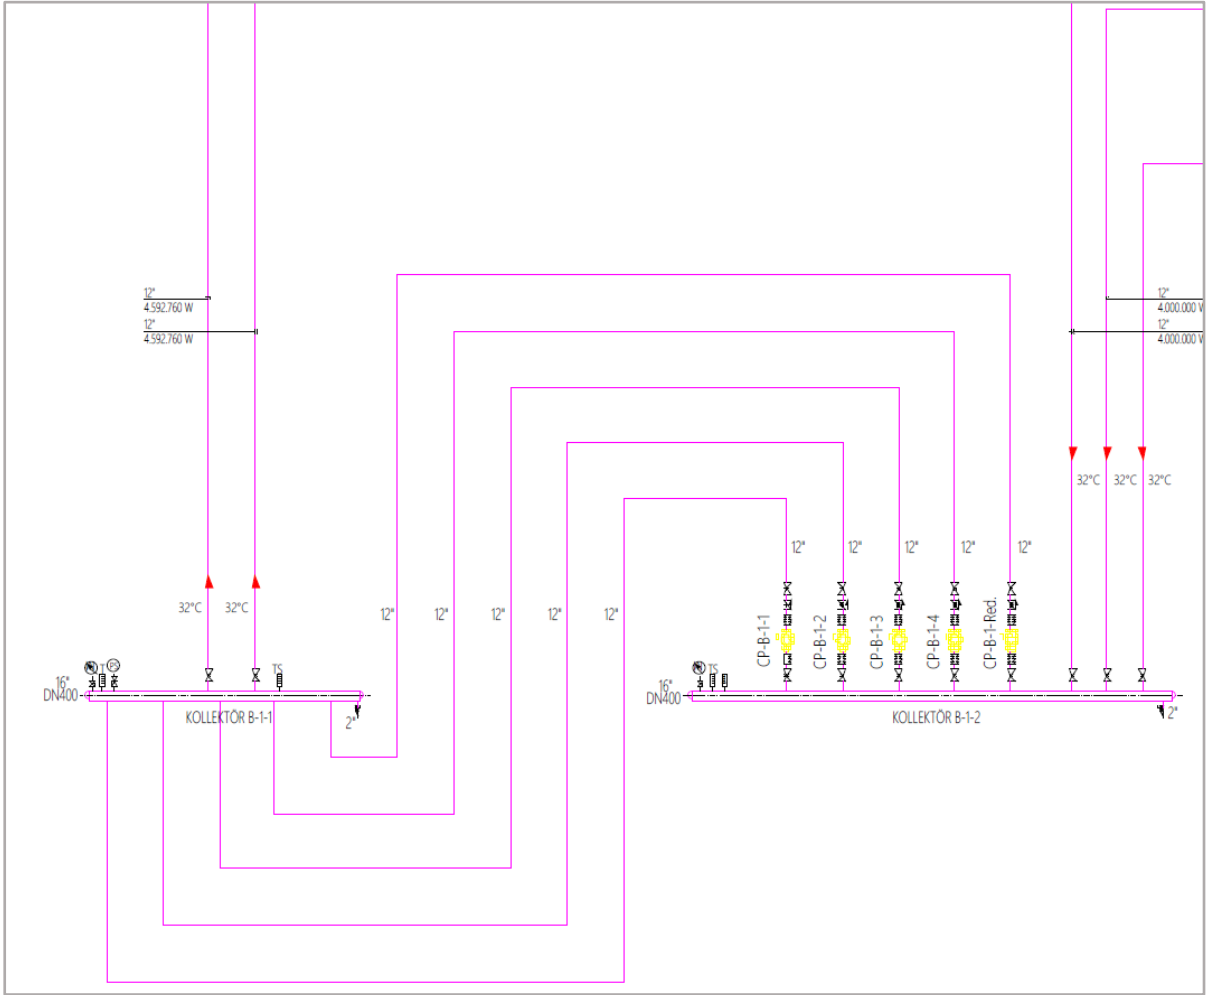 12"
4.592.760 W
12"
4.592.760 W
12"
4.000.000 W
12"
4.000.000 W
32°C
32°C
32°C
12"
12"
12"
12"
12"
32°C
32°C
12"
12"
12"
12"
12"
CP-B-1-1
CP-B-1-2
CP-B-1-3
CP-B-1-4
CP-B-1-Red.
T
PS
TS
16"
DN400
KOLLEKTÖR B-1-1
2"
TS
16"
DN400
KOLLEKTÖR B-1-2
2"